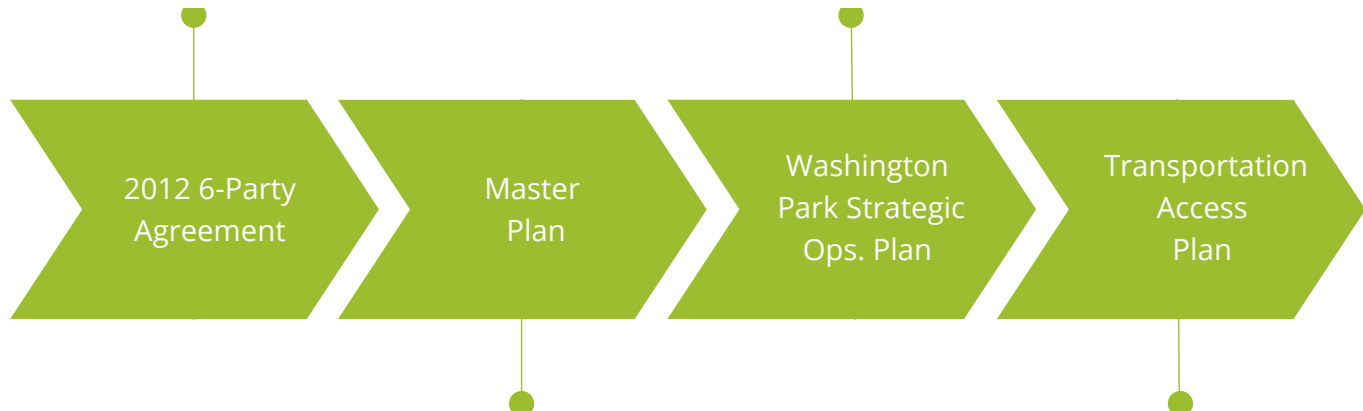 2012 6-Party
Agreement
Master
Plan
Washington
Park Strategic
Ops. Plan
Transportation
Access
Plan